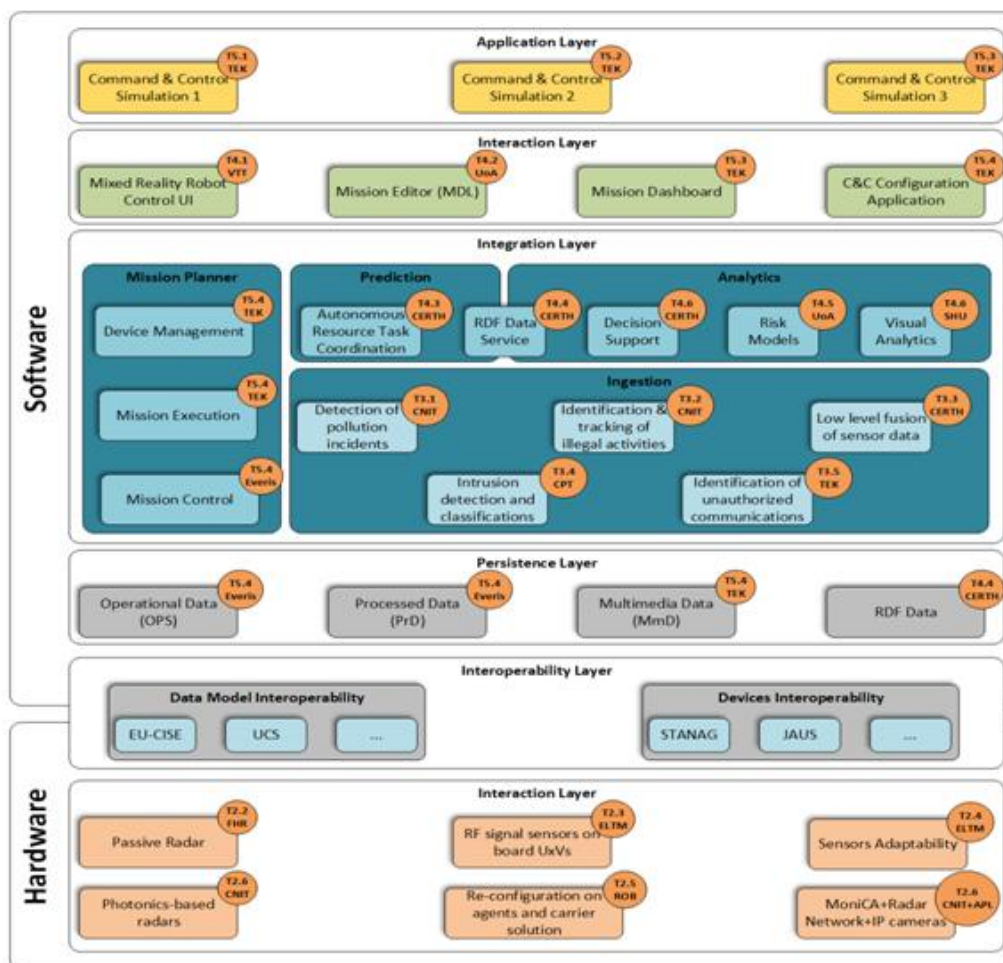 Software
Application Layer
T5.1
TEK
Command & Control
Simulation 1
T5.2
TEK
Command & Control
Simulation 2
T5.3
TEK
Command & Control
Simulation 3
Interaction Layer
T4.1
VTT
Mixed Reality Robot
Control UI
T4.2
UoA
Mission Editor (MDL)
T5.3
TEK
Mission Dashboard
T5.4
TEK
C&C Configuration
Application
Integration Layer
Mission Planner
T5.4
TEK
Device Management
T5.4
TEK
Mission Execution
T5.4
Everis
Mission Control
Prediction
T4.3
CERTH
Autonomous
Resource Task
Coordination
T4.4
CERTH
RDF Data
Service
Analytics
T4.6
CERTH
Decision
Support
T4.5
UoA
Risk
Models
T4.6
SHU
Visual
Analytics
Ingestion
T3.1
CNIT
Detection of
pollution
incidents
T3.2
CNIT
Identification &
tracking of
illegal activities
T3.3
CERTH
Low level fusion
of sensor data
T3.4
CPT
Intrusion
detection and
classifications
T3.5
TEK
Identification of
unauthorized
communications
Persistence Layer
T5.4
Everis
Operational Data
(OPS)
T5.4
Everis
Processed Data
(PrD)
T5.4
TEK
Multimedia Data
(MmD)
T4.4
CERTH
RDF Data
Interoperability Layer
Data Model Interoperability
EU-CISE
UCS
...
Devices Interoperability
STANAG
JAUS
...
Hardware
Interaction Layer
T2.2
FHR
Passive Radar
T2.3
ELTM
RF signal sensors on
board UxVs
T2.4
ELTM
Sensors Adaptability
T2.6
CNIT
Photonics-based
radars
T2.5
ROB
Re-configuration on
agents and carrier
solution
T2.6
CNIT+APL
MoniCA+Radar
Network+IP cameras